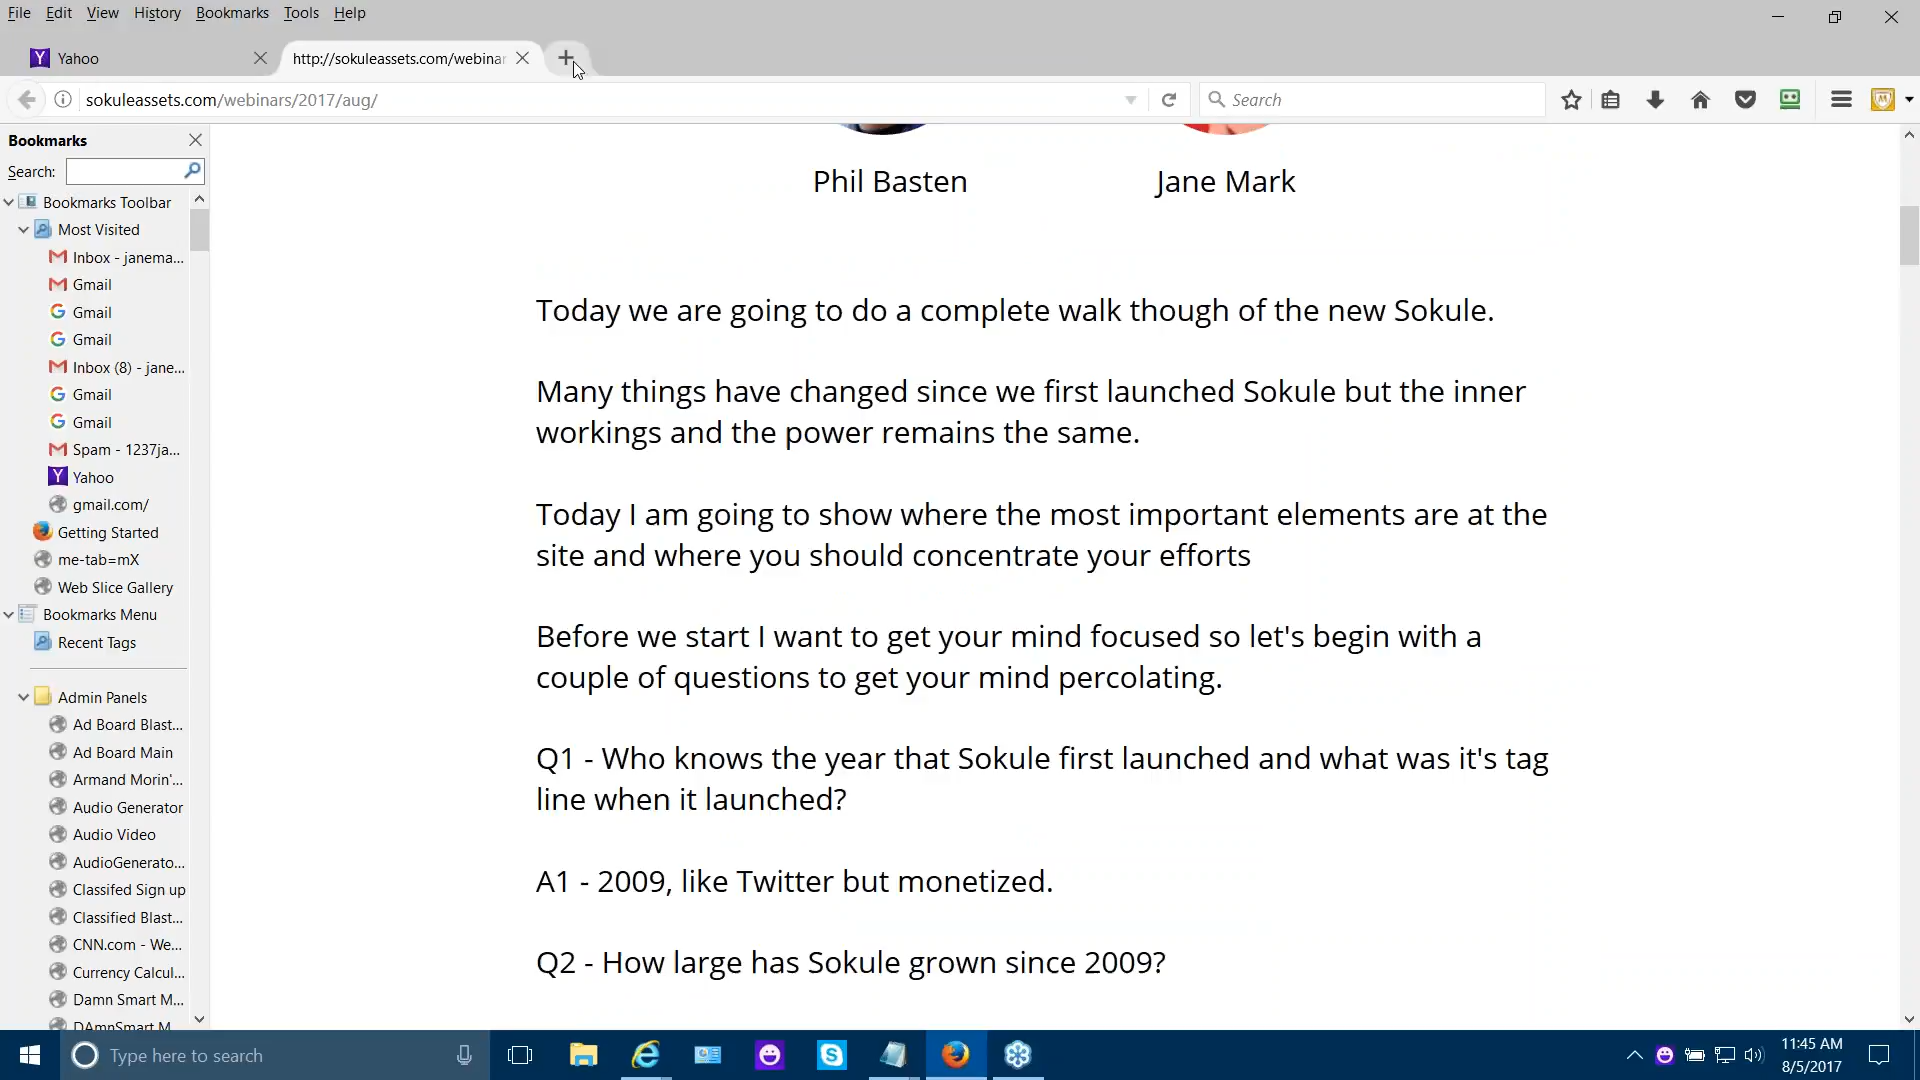 File Edit View History Bookmarks Tools Help
Yahoo
http://sokuleassets.com/webinar
sokuleassets.com/webinars/2017/aug/
Search
Bookmarks
Search:
Bookmarks Toolbar
Most Visited
Inbox - janema...
Gmail
Gmail
Gmail
Inbox (8) - jane...
Gmail
Gmail
Spam - 1237ja...
Yahoo
gmail.com/
Getting Started
me-tab=mX
Web Slice Gallery
Bookmarks Menu
Recent Tags
Admin Panels
Ad Board Blast...
Ad Board Main
Armand Morin'...
Audio Generator
Audio Video
AudioGenerato...
Classifed Sign up
Classified Blast...
CNN.com - We...
Currency Calcul...
Damn Smart M...
DAmnSmart M
Phil Basten
Jane Mark
Today we are going to do a complete walk though of the new Sokule.
Many things have changed since we first launched Sokule but the inner
workings and the power remains the same.
Today I am going to show where the most important elements are at the
site and where you should concentrate your efforts
Before we start I want to get your mind focused so let's begin with a
couple of questions to get your mind percolating.
Q1 - Who knows the year that Sokule first launched and what was it's tag
line when it launched?
A1 - 2009, like Twitter but monetized.
Q2 - How large has Sokule grown since 2009?
Type here to search
11:45 AM
8/5/2017